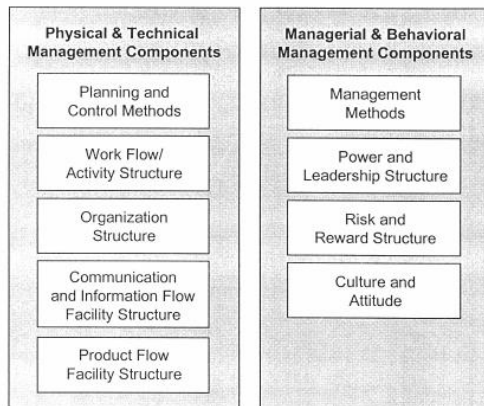 Physical & Technical
Management Components
Planning and
Control Methods
Work Flow/
Activity Structure
Organization
Structure
Communication
and Information Flow
Facility Structure
Product Flow
Facility Structure
Managerial & Behavioral
Management Components
Management
Methods
Power and
Leadership Structure
Risk and
Reward Structure
Culture and
Attitude